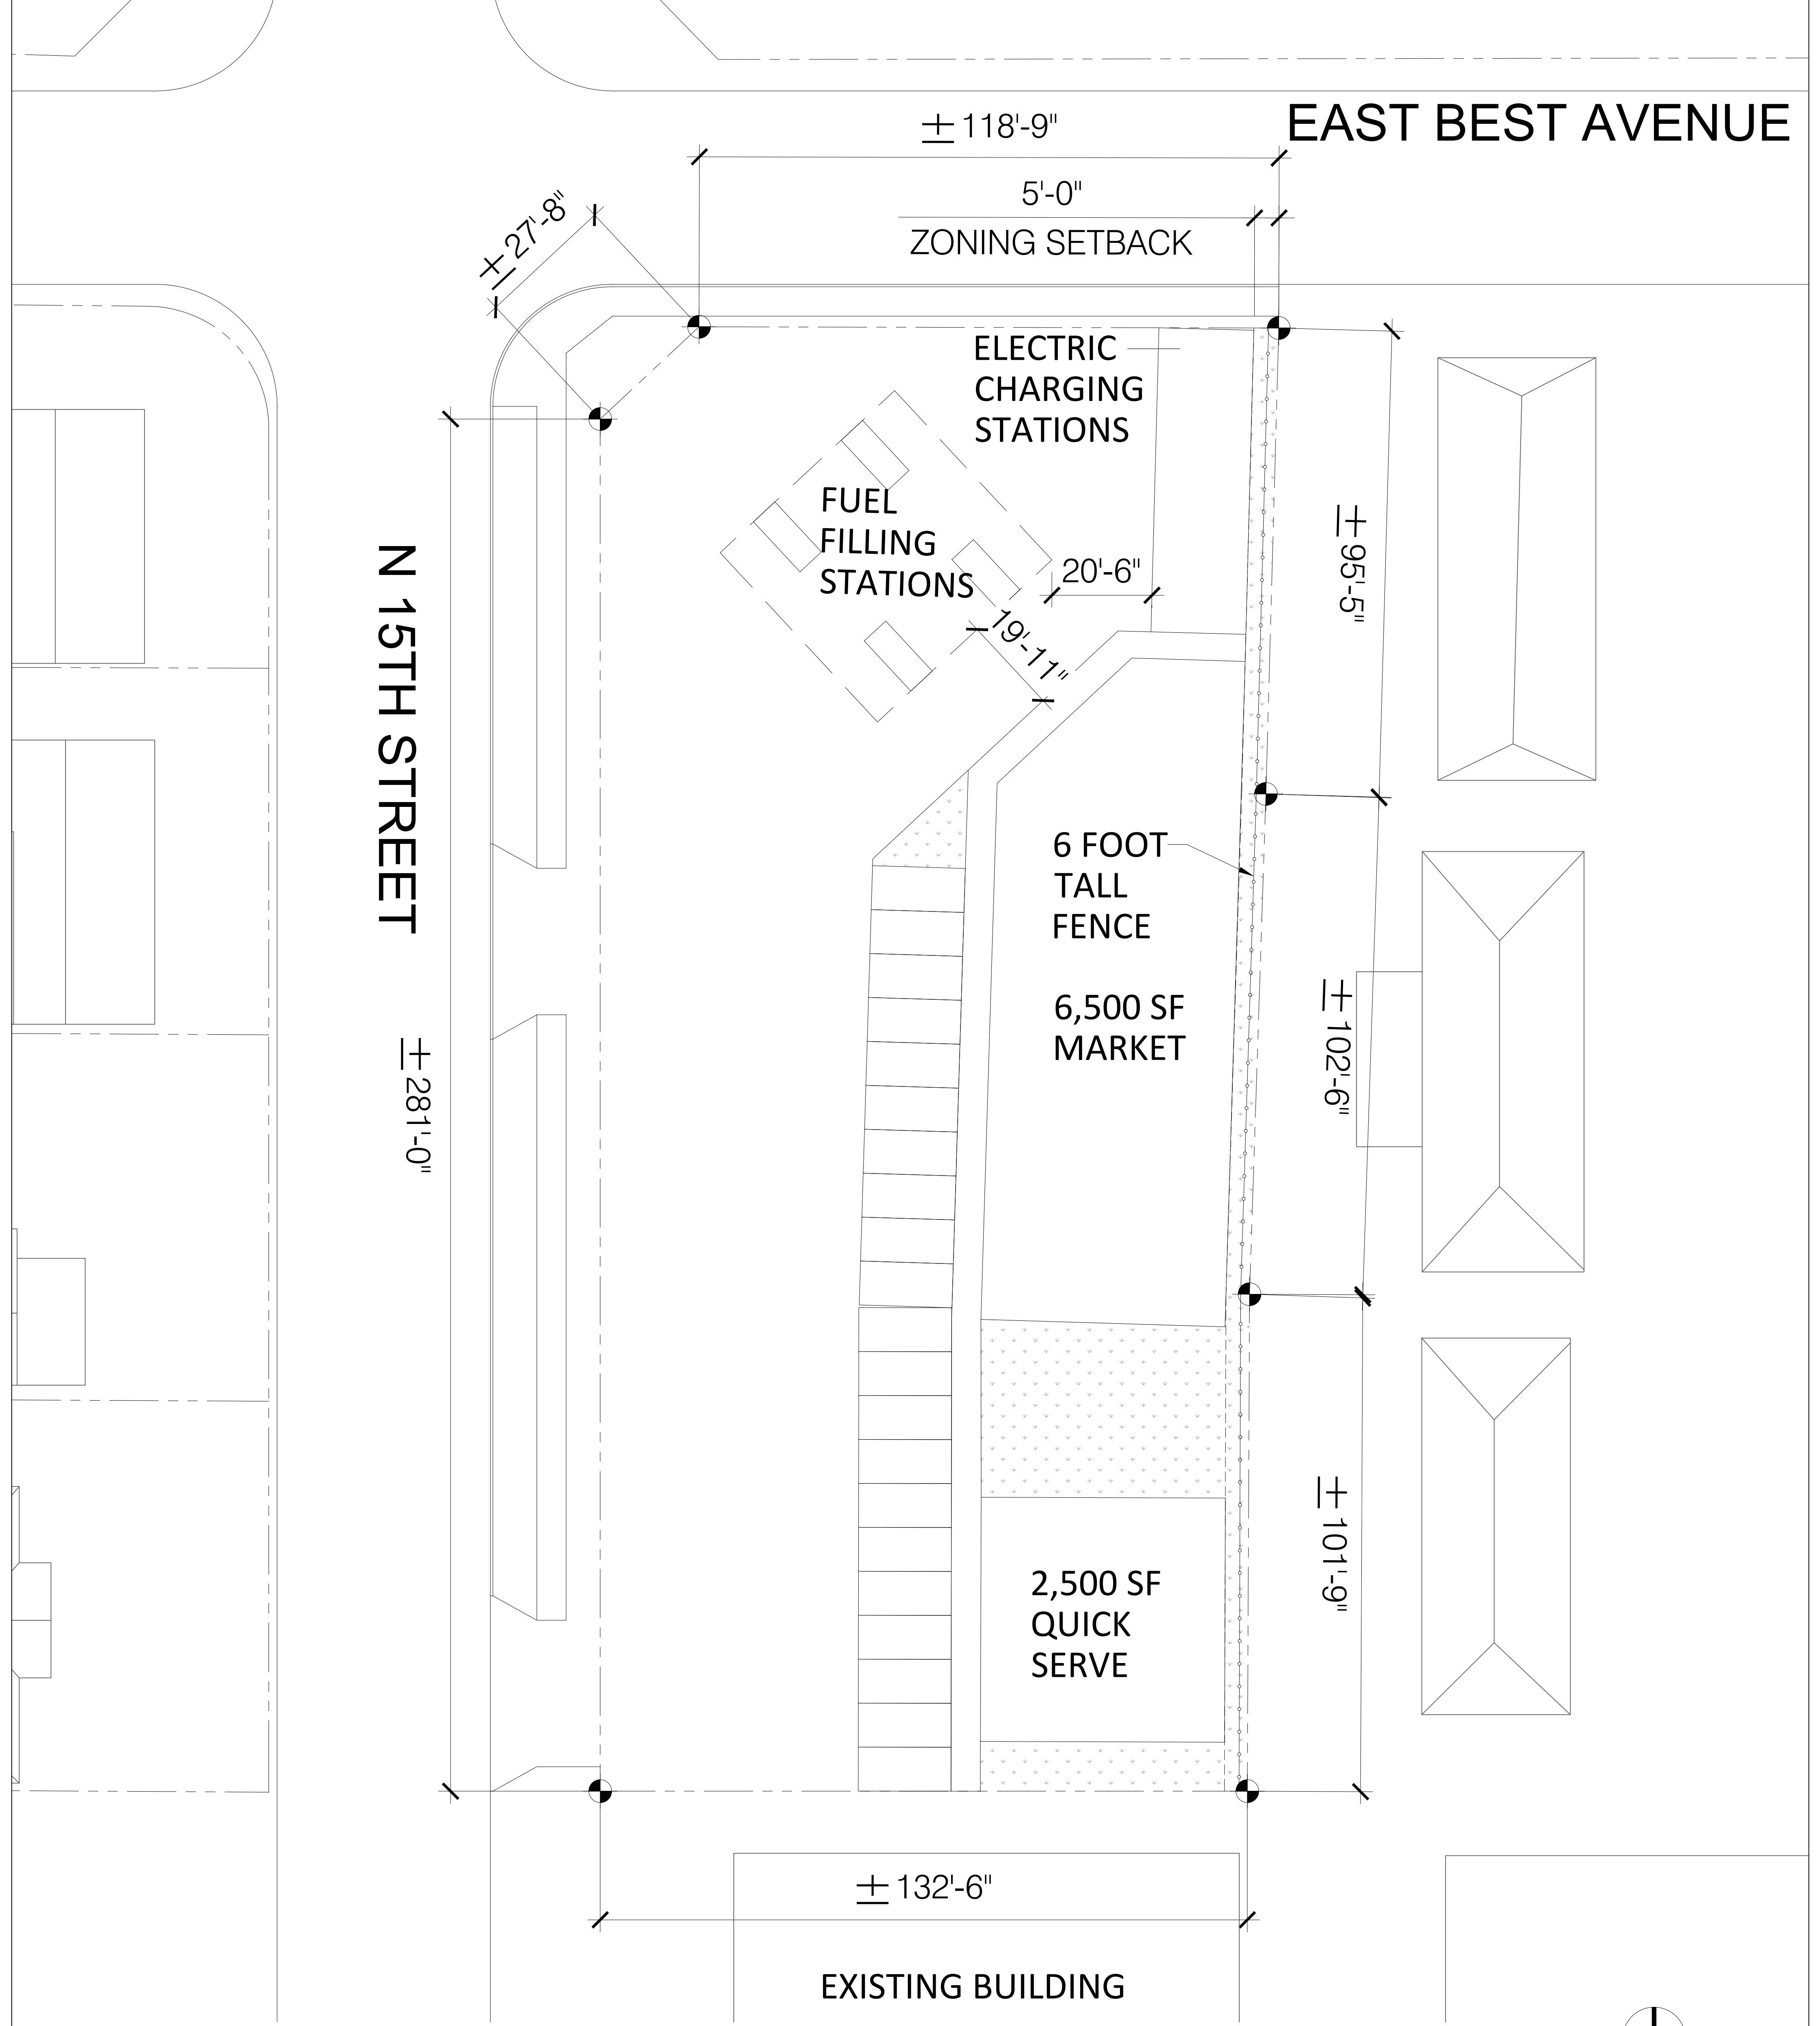 EAST BEST AVENUE
± 118'-9"
5'-0"
ZONING SETBACK
± 27'-8"
ELECTRIC
CHARGING
STATIONS
FUEL
FILLING
STATIONS
20'-6"
19'-11"
± 95'-5"
N 15TH STREET
± 281'-0"
6 FOOT
TALL
FENCE
6,500 SF
MARKET
± 102'-6"
± 101'-9"
2,500 SF
QUICK
SERVE
± 132'-6"
EXISTING BUILDING